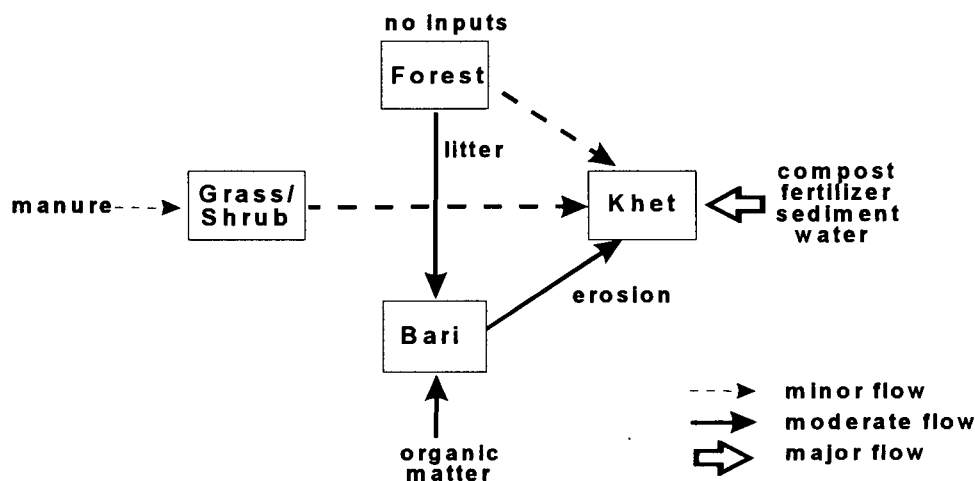 no inputs
Forest
litter
manure
Grass/
Shrub
Khet
compost
fertilizer
sediment
water
erosion
Bari
organic
matter
minor flow
moderate flow
major flow